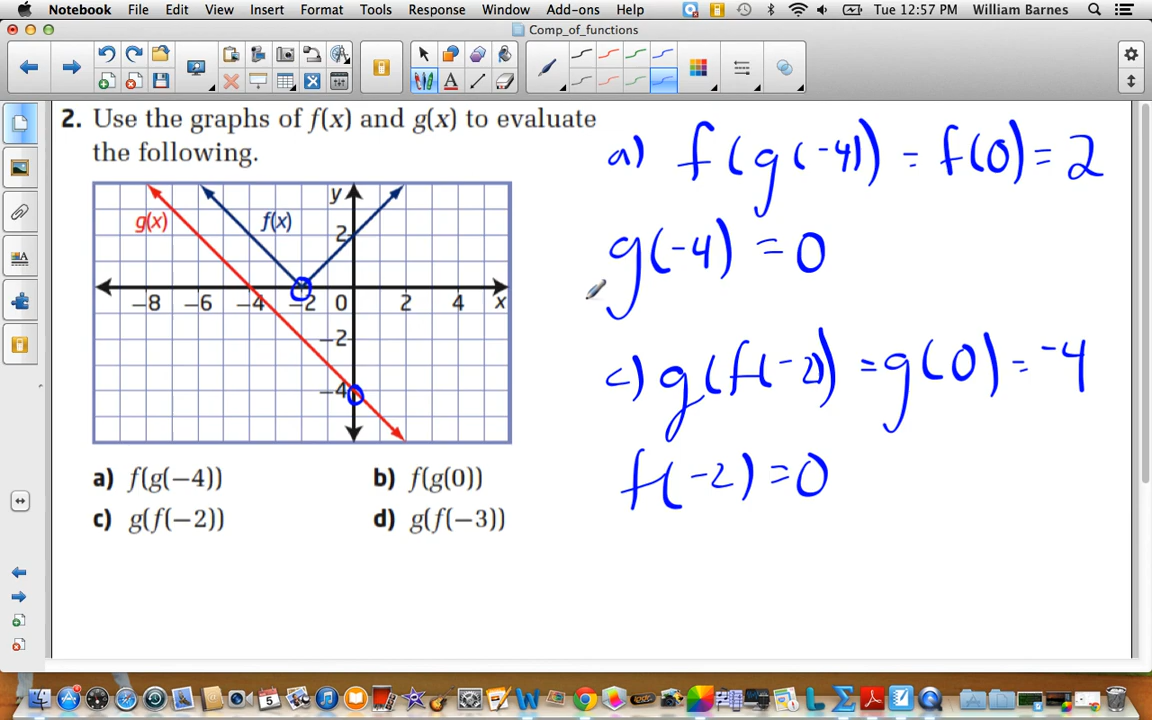 Notebook File Edit View Insert Format Tools Response Window Add-ons Help Tue 12:57 PM William Barnes
Comp_of_functions
2. Use the graphs of f(x) and g(x) to evaluate
the following.
a) f(g(-4)) = f(0) = 2
g(-4) = 0
c) g(f(-2)) = g(0) = -4
f(-2) = 0
y
g(x) f(x) 2
−8 −6 −4 −2 0 2 4 x
−2
−4
a) f(g(−4)) b) f(g(0))
c) g(f(−2)) d) g(f(−3))